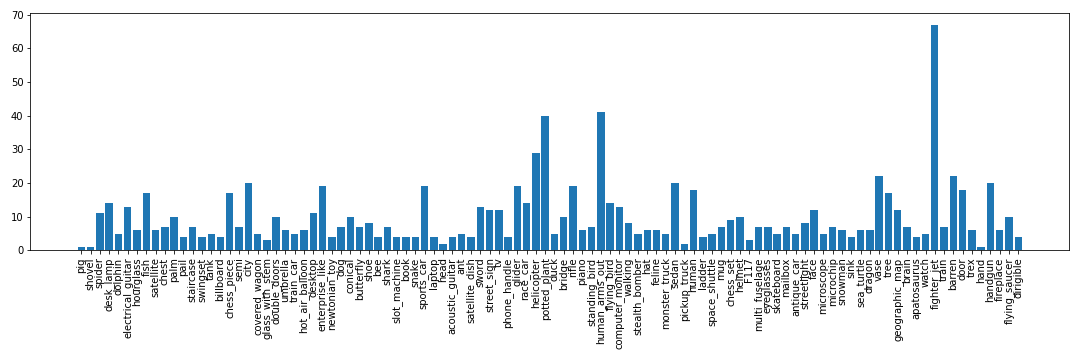 70
60
50
40
30
20
10
0
pig
shovel
spider
desk_lamp
dolphin
electrical_guitar
hourglass
fish
satellite
chest
palm
pail
staircase
swingset
tank
billboard
chess_piece
semi
city
covered_wagon
glass_with_stem
double_doors
umbrella
train_car
hot_air_balloon
desktop
enterprise_like
newtonian_toy
dog
conical
butterfly
shoe
bee
shark
slot_machine
book
snake
sports_car
laptop
head
acoustic_guitar
ant
satellite_dish
sword
street_sign
tv
phone_handle
glider
race_car
helicopter
potted_plant
duck
bridge
rifle
piano
standing_bird
human_arms_out
flying_bird
computer_monitor
walking
stealth_bomber
hat
feline
monster_truck
sedan
pickup_truck
human
ladder
space_shuttle
mug
chess_set
helmet
F117
multi_fuselage
eyeglasses
skateboard
mailbox
antique_car
streetlight
face
microscope
microchip
snowman
sink
sea_turtle
dragon
vase
tree
geographic_map
brain
apatosaurus
watch
fighter_jet
train
barren
door
trex
hand
handgun
fireplace
flying_saucer
dirigible